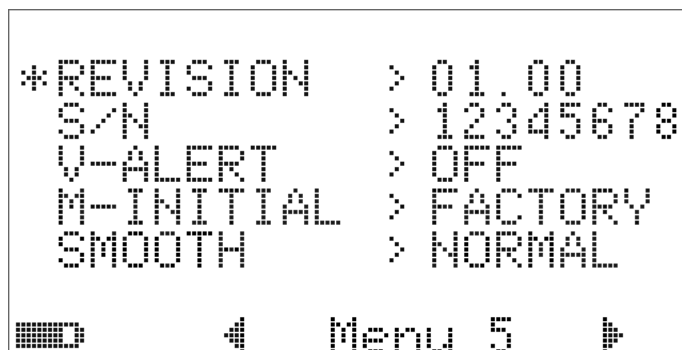 *REVISION > 01.00
S/N > 12345678
V-ALERT > OFF
M-INITIAL > FACTORY
SMOOTH > NORMAL
Menu 5